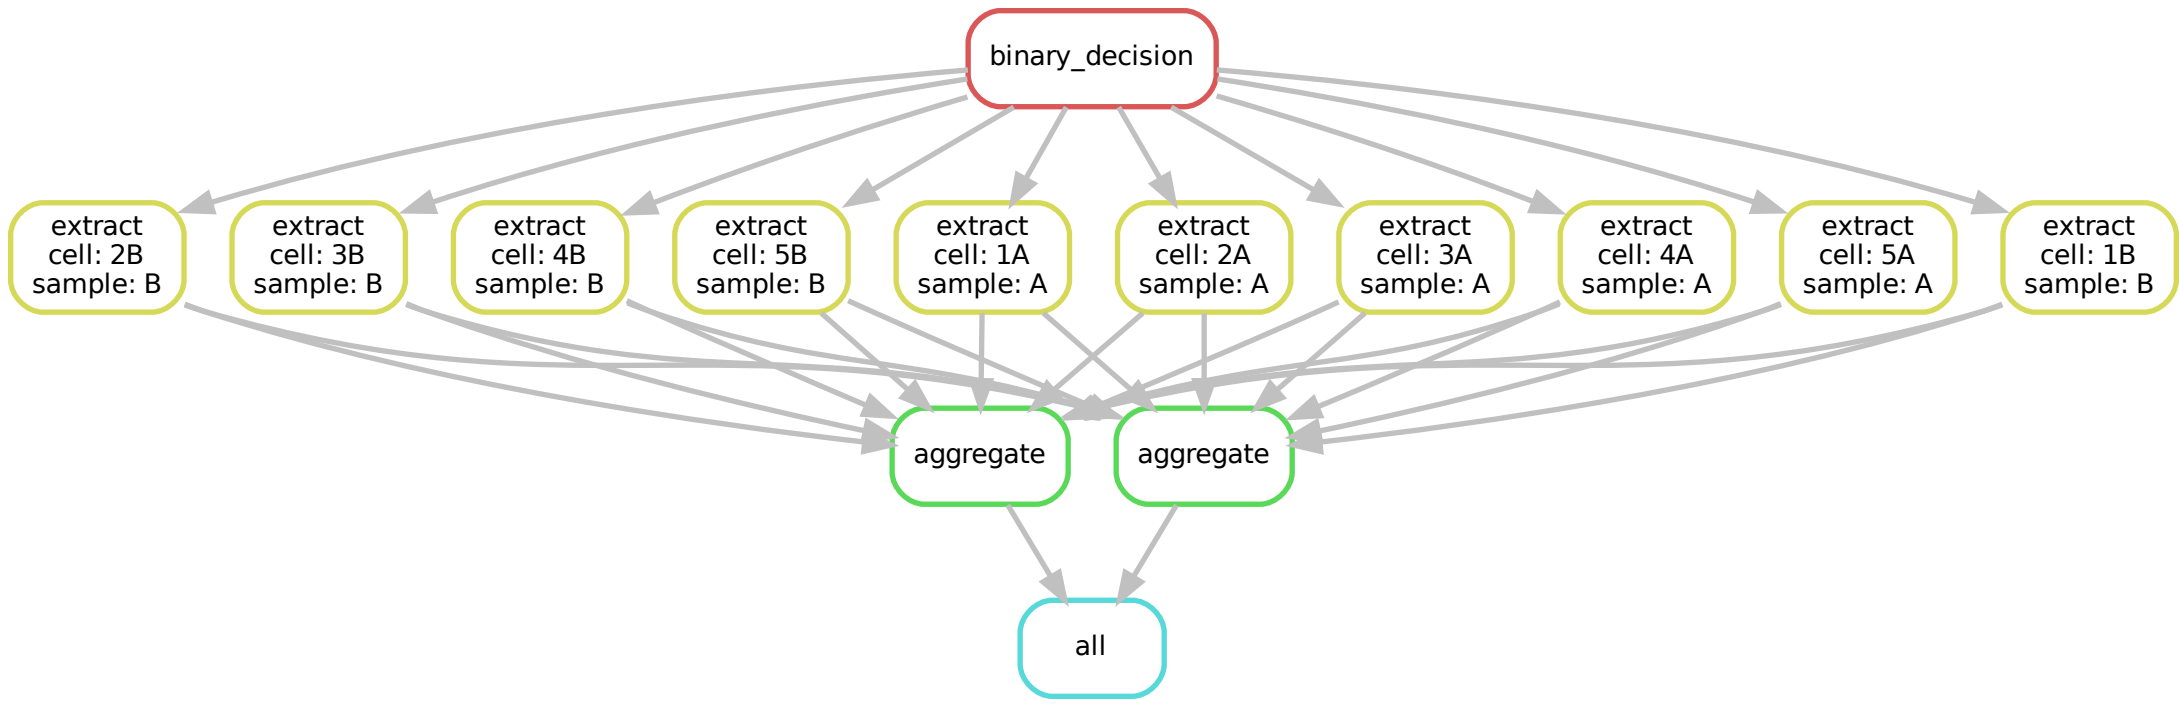 binary_decision
extract
cell: 2B
sample: B
extract
cell: 3B
sample: B
extract
cell: 4B
sample: B
extract
cell: 5B
sample: B
extract
cell: 1A
sample: A
extract
cell: 2A
sample: A
extract
cell: 3A
sample: A
extract
cell: 4A
sample: A
extract
cell: 5A
sample: A
extract
cell: 1B
sample: B
aggregate
aggregate
all